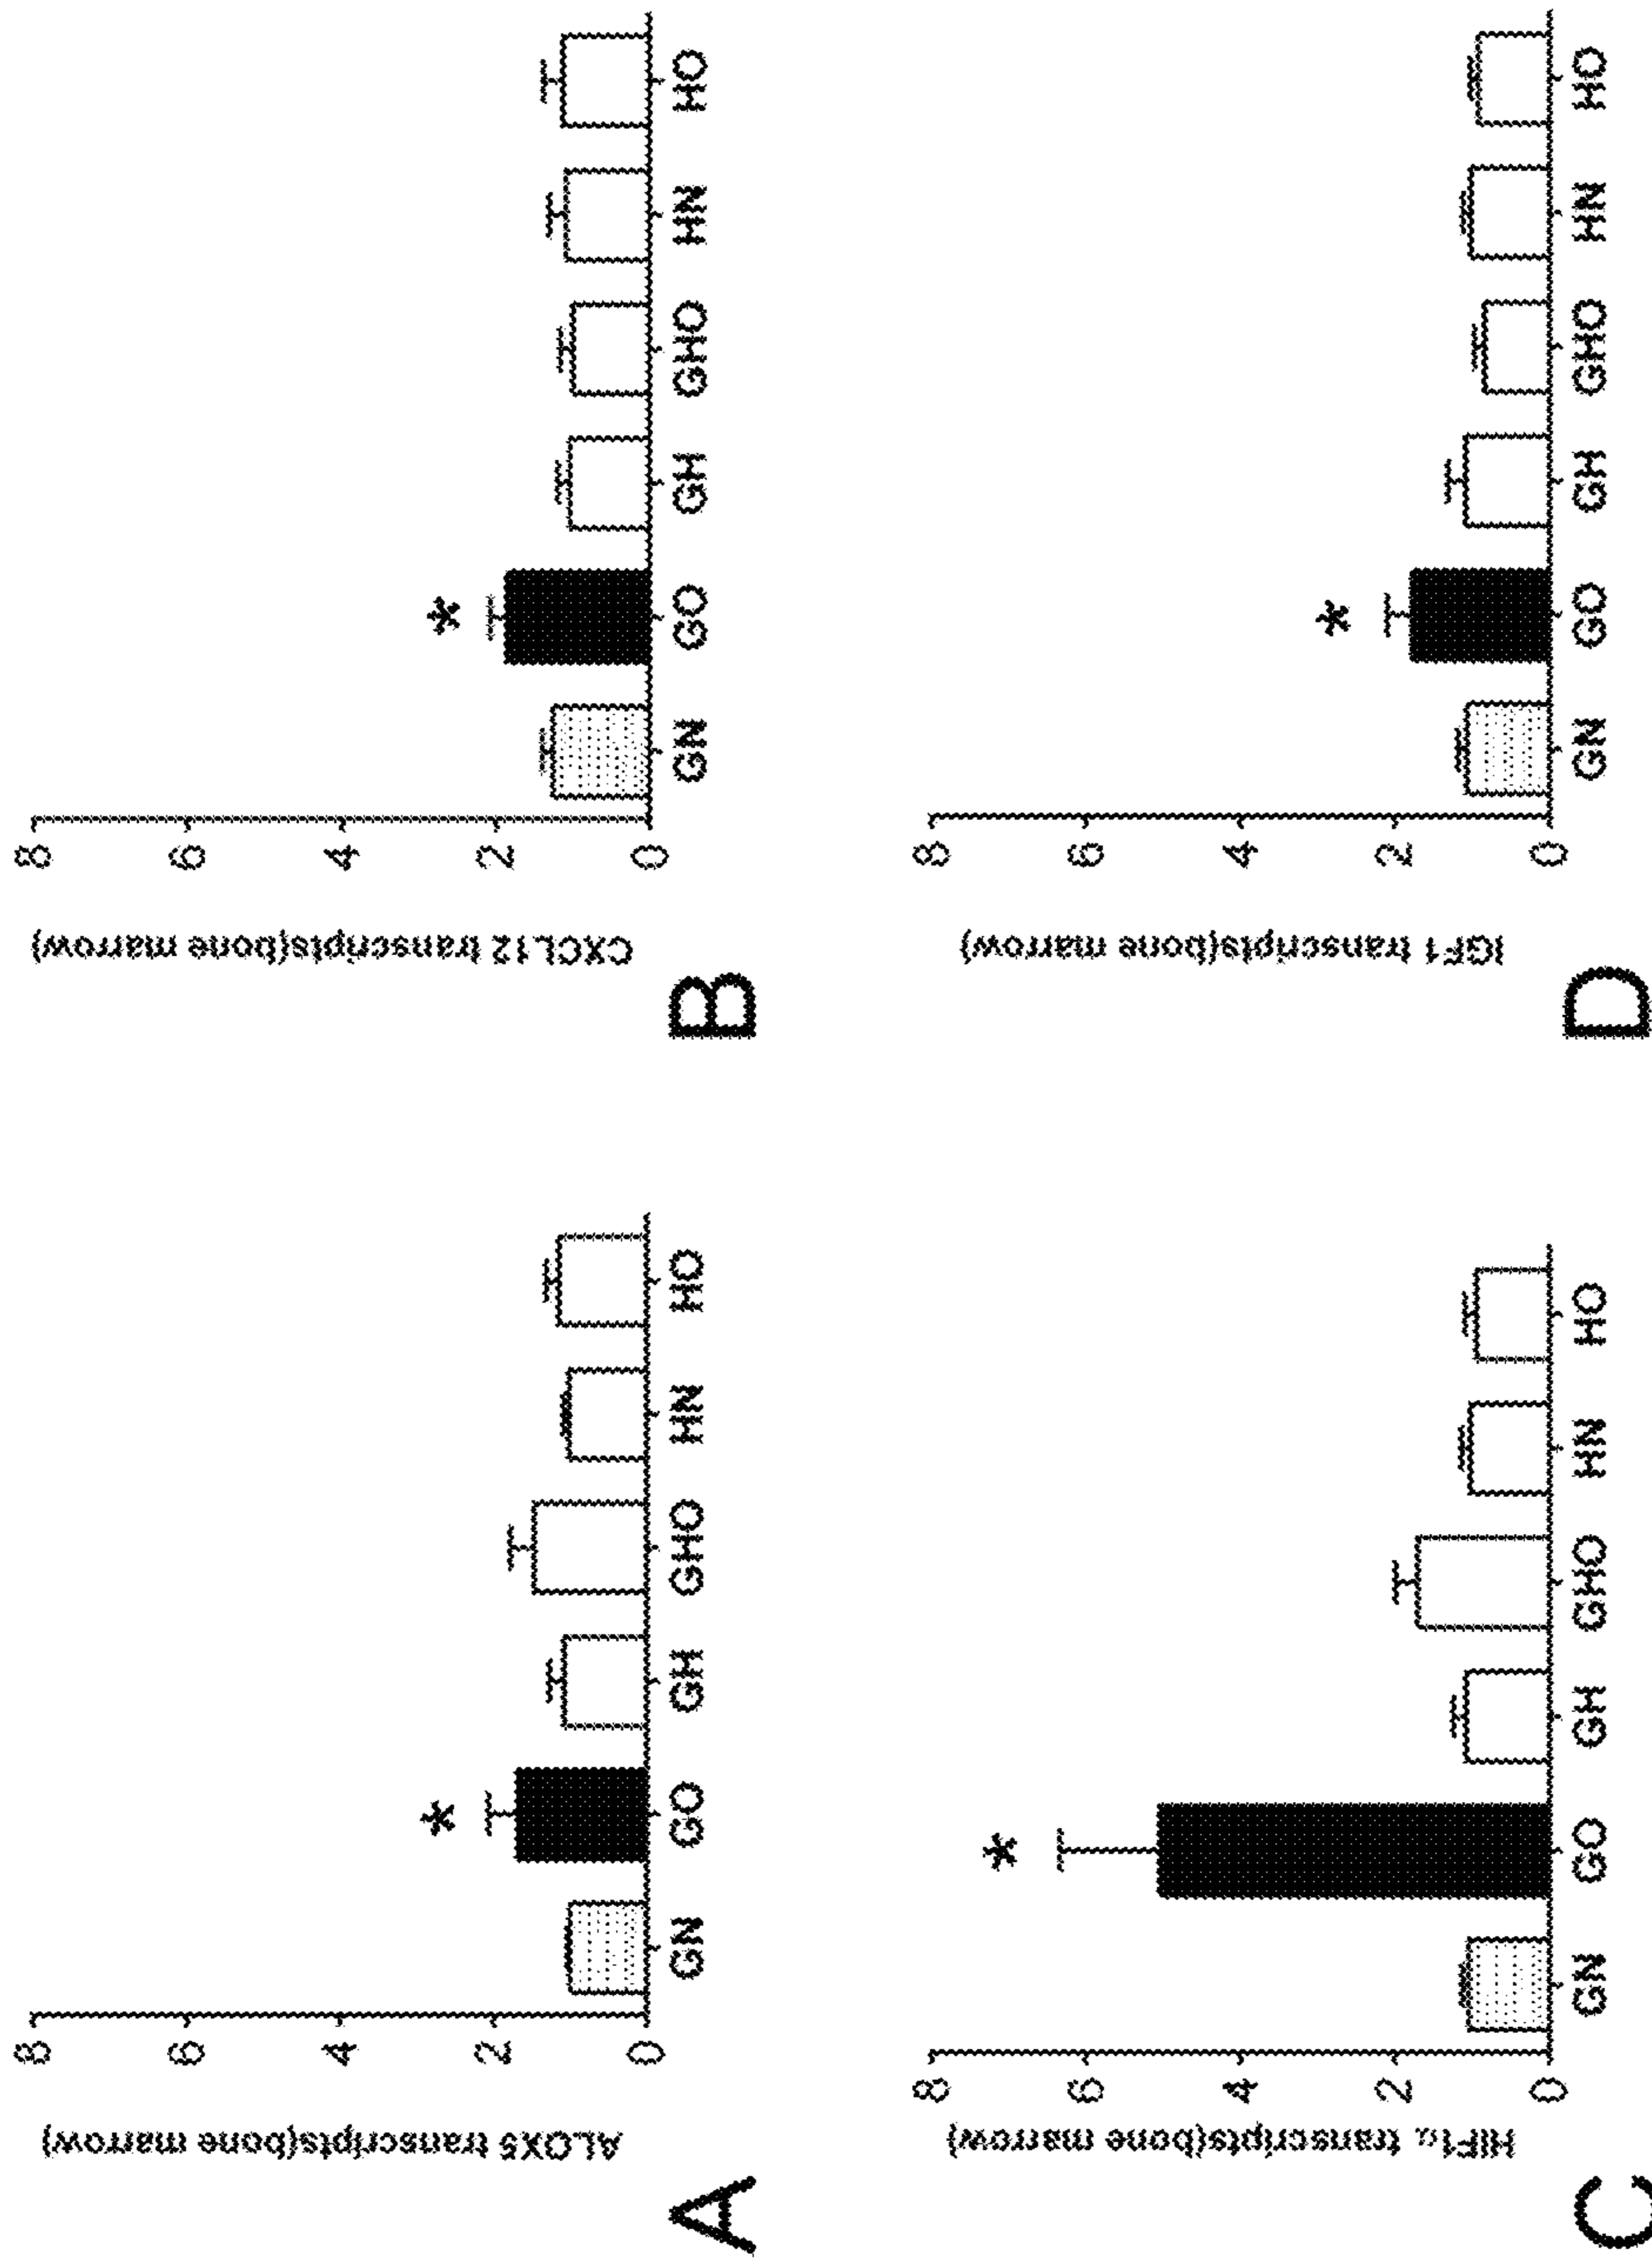 A
ALOX5 transcripts(bone marrow)
8
6
4
2
0
*
GN GO GH GHO HN HO
B
CXCL12 transcripts(bone marrow)
8
6
4
2
0
*
GN GO GH GHO HN HO
C
HIF1α transcripts(bone marrow)
8
6
4
2
0
*
GN GO GH GHO HN HO
D
IGF1 transcripts(bone marrow)
8
6
4
2
0
*
GN GO GH GHO HN HO